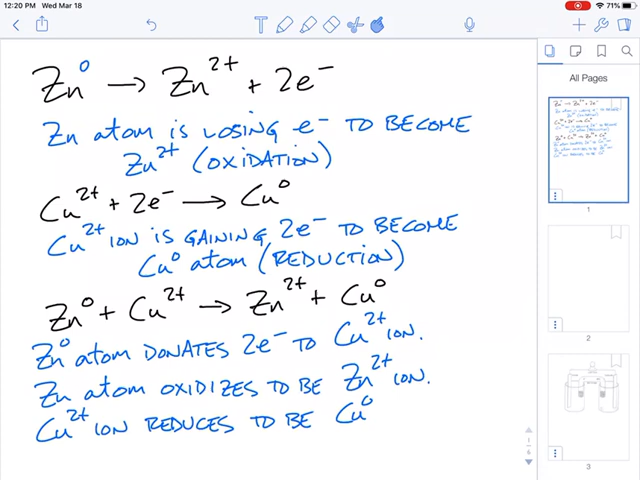 12:20 PM Wed Mar 18
71%
T
All Pages
Zn⁰ → Zn²⁺ + 2e⁻
Zn atom is LOSING e⁻ TO BECOME
Zn²⁺ (OXIDATION)
Cu²⁺ + 2e⁻ → Cu⁰
Cu²⁺ ION IS GAINING 2e⁻ TO BECOME
Cu⁰ atom (REDUCTION)
Zn⁰ + Cu²⁺ → Zn²⁺ + Cu⁰
Zn⁰ atom DONATES 2e⁻ TO Cu²⁺ ION.
Zn atom OXIDIZES TO BE Zn²⁺ ION.
Cu²⁺ ION REDUCES TO BE Cu⁰
1
2
3